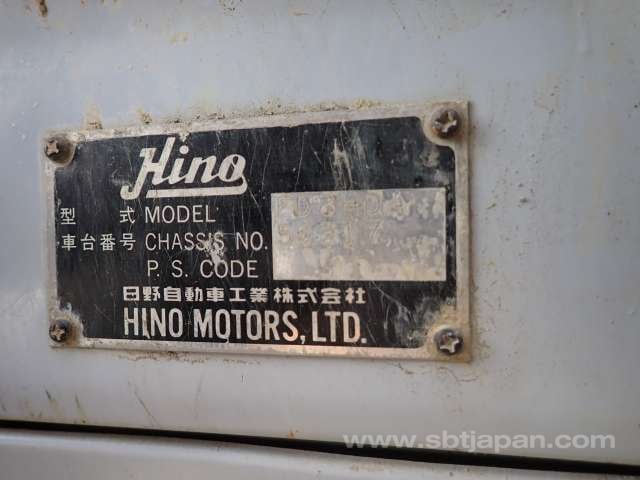 Hino
型 式 MODEL
車台番号 CHASSIS NO.
P. S. CODE
日野自動車工業株式会社
HINO MOTORS, LTD.
www.sbtjapan.com